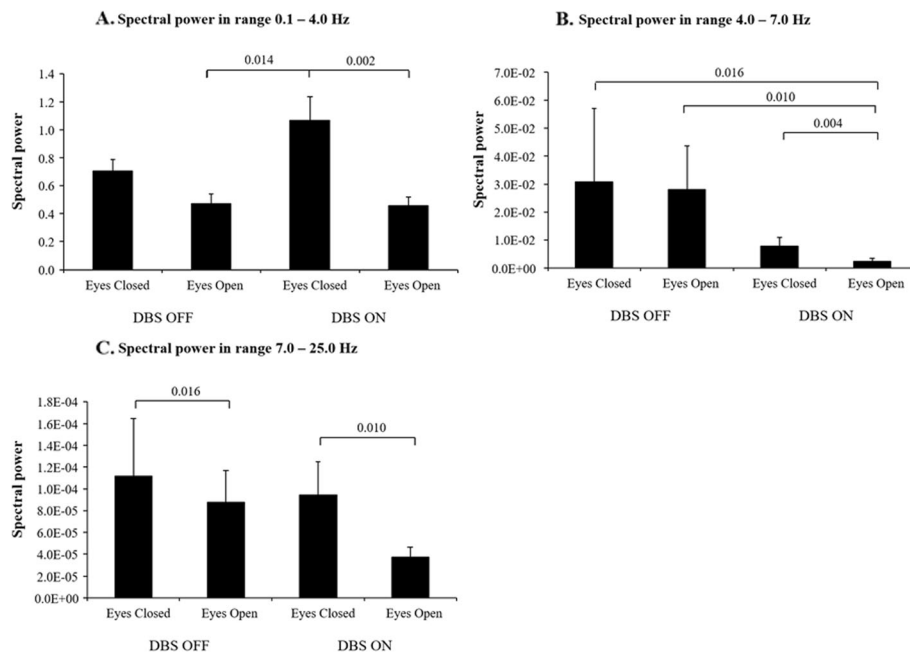 A. Spectral power in range 0.1 – 4.0 Hz
0.014
0.002
1.4
1.2
1.0
0.8
0.6
0.4
0.2
0.0
Spectral power
Eyes Closed Eyes Open Eyes Closed Eyes Open
DBS OFF DBS ON
B. Spectral power in range 4.0 – 7.0 Hz
0.016
0.010
0.004
7.0E-02
6.0E-02
5.0E-02
4.0E-02
3.0E-02
2.0E-02
1.0E-02
0.0E+00
Spectral power
Eyes Closed Eyes Open Eyes Closed Eyes Open
DBS OFF DBS ON
C. Spectral power in range 7.0 – 25.0 Hz
0.016
0.010
1.8E-04
1.6E-04
1.4E-04
1.2E-04
1.0E-04
8.0E-05
6.0E-05
4.0E-05
2.0E-05
0.0E+00
Spectral power
Eyes Closed Eyes Open Eyes Closed Eyes Open
DBS OFF DBS ON